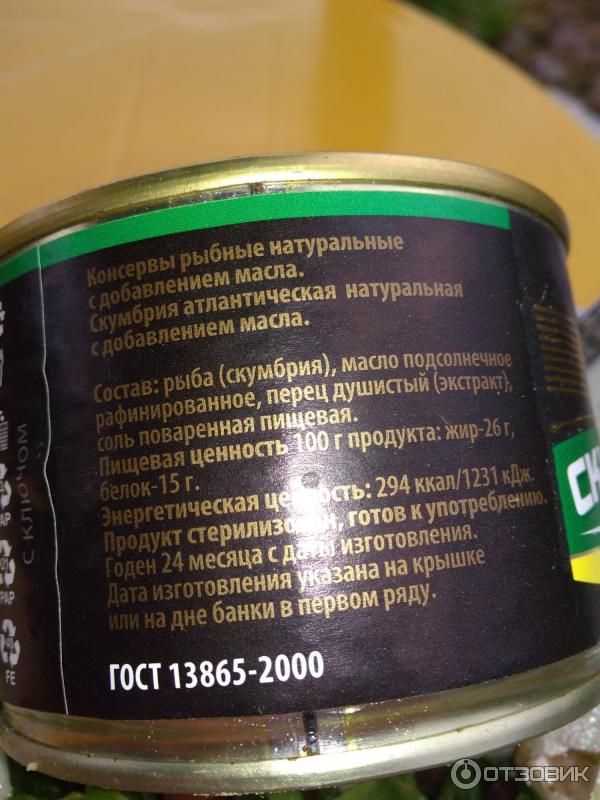 Консервы рыбные натуральные
с добавлением масла.
Скумбрия атлантическая натуральная
с добавлением масла.
Состав: рыба (скумбрия), масло подсолнечное
рафинированное, перец душистый (экстракт),
соль поваренная пищевая.
Пищевая ценность 100 г продукта: жир-26 г,
белок-15 г.
Энергетическая ценность: 294 ккал/1231 кДж.
Продукт стерилизован, готов к употреблению.
Годен 24 месяца с даты изготовления.
Дата изготовления указана на крышке
или на дне банки в первом ряду.
ГОСТ 13865-2000
С КЛЮЧОМ
PAP
FE
СК
ОТЗОВИК